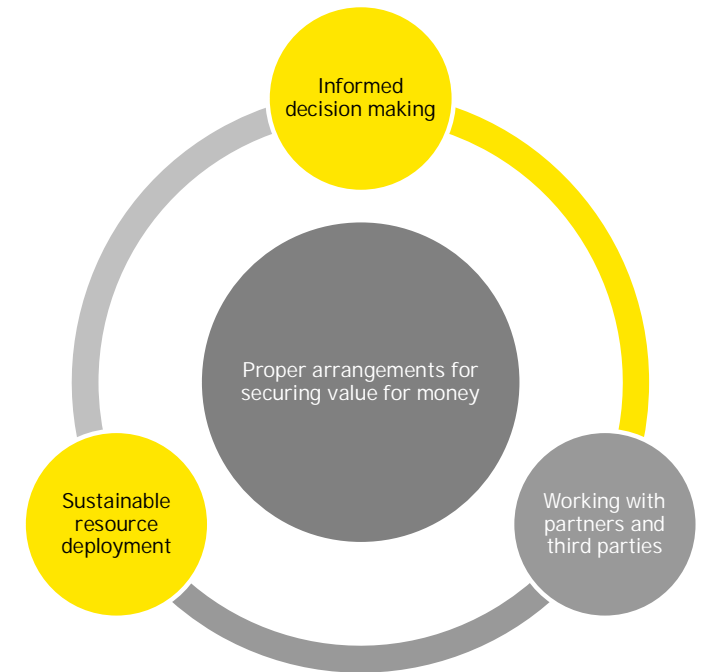 Informed
decision making
Proper arrangements for
securing value for money
Sustainable
resource
deployment
Working with
partners and
third parties